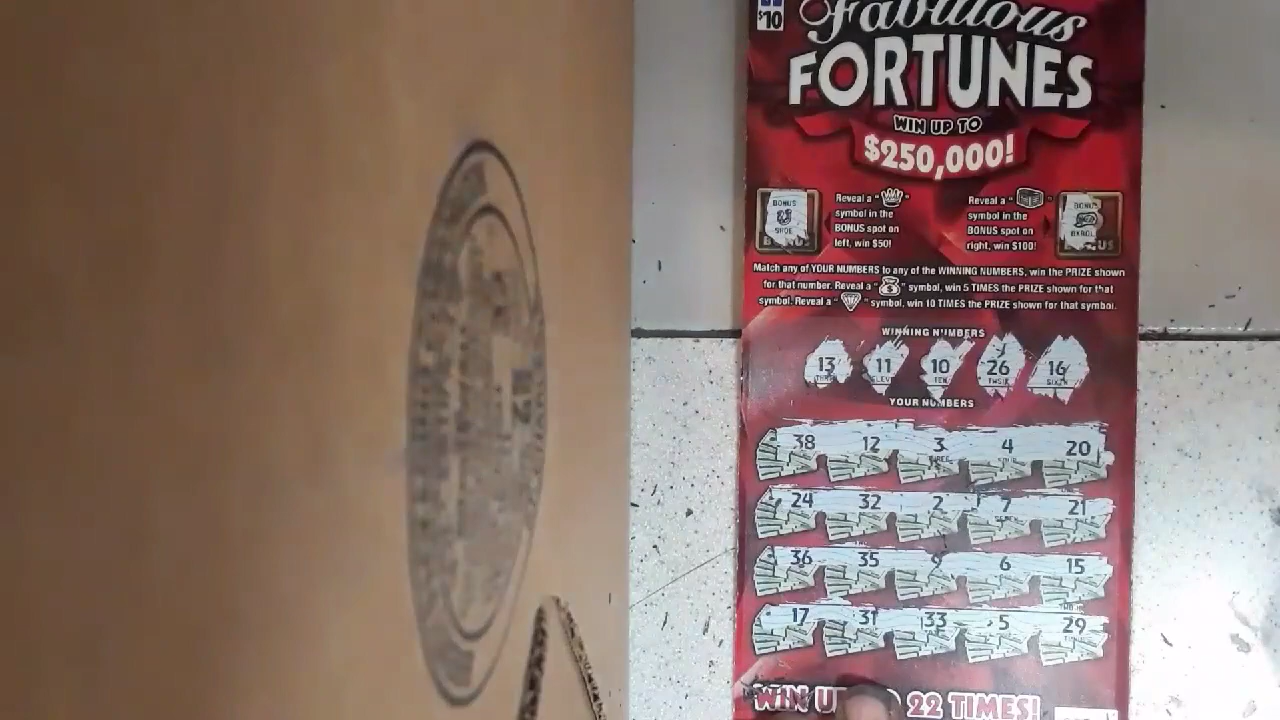 $10
Fabulous
FORTUNES
WIN UP TO
$250,000!
BONUS
SHOE
Reveal a " "
symbol in the
BONUS spot on
left, win $50!
Reveal a " "
symbol in the
BONUS spot on
right, win $100!
BONUS
Match any of YOUR NUMBERS to any of the WINNING NUMBERS, win the PRIZE shown
for that number. Reveal a " " symbol, win 5 TIMES the PRIZE shown for that
symbol. Reveal a " " symbol, win 10 TIMES the PRIZE shown for that symbol.
WINNING NUMBERS
13 11 10 26 16
YOUR NUMBERS
38 12 3 4 20
24 32 2 7 21
36 35 9 6 15
17 31 33 5 29
WIN 22 TIMES!